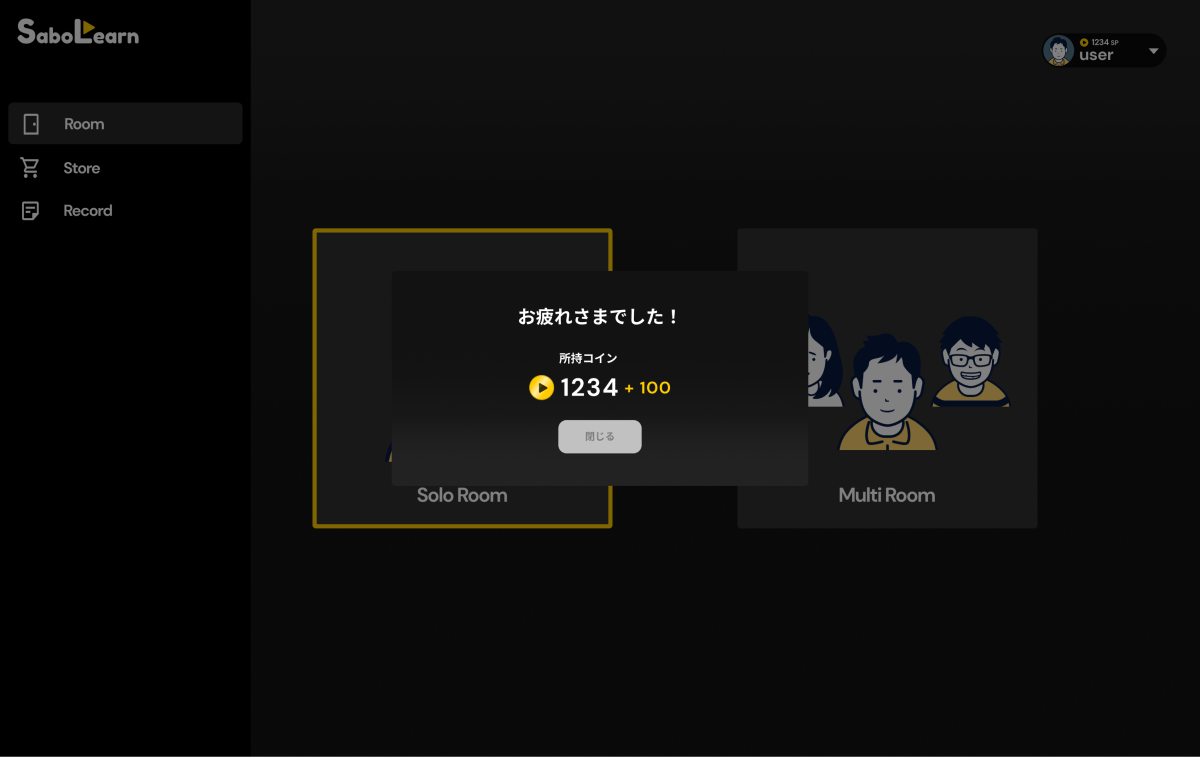 SaboLearn
1234 SP
user
Room
Store
Record
お疲れさまでした！
所持コイン
1234 + 100
閉じる
Solo Room
Multi Room